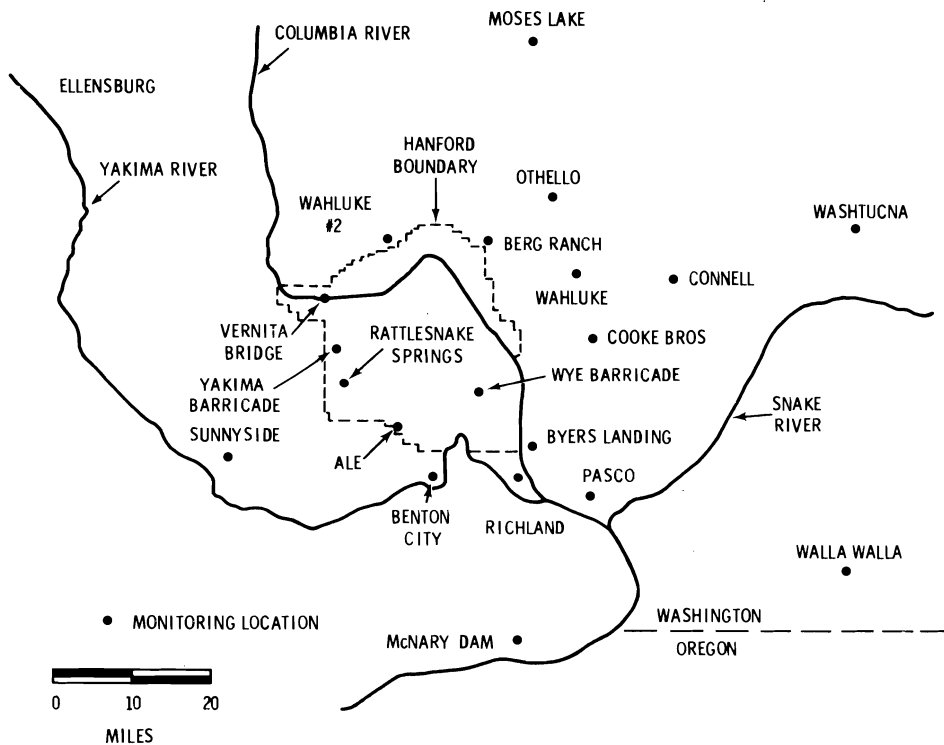 MOSES LAKE
COLUMBIA RIVER
ELLENSBURG
HANFORD
BOUNDARY
YAKIMA RIVER
OTHELLO
WAHLUKE
#2
WASHTUCNA
BERG RANCH
CONNELL
WAHLUKE
VERNITA
BRIDGE
RATTLESNAKE
SPRINGS
COOKE BROS
YAKIMA
BARRICADE
WYE BARRICADE
SNAKE
RIVER
SUNNYSIDE
ALE
BYERS LANDING
PASCO
BENTON
CITY
RICHLAND
WALLA WALLA
MONITORING LOCATION
WASHINGTON
McNARY DAM
OREGON
0 10 20
MILES